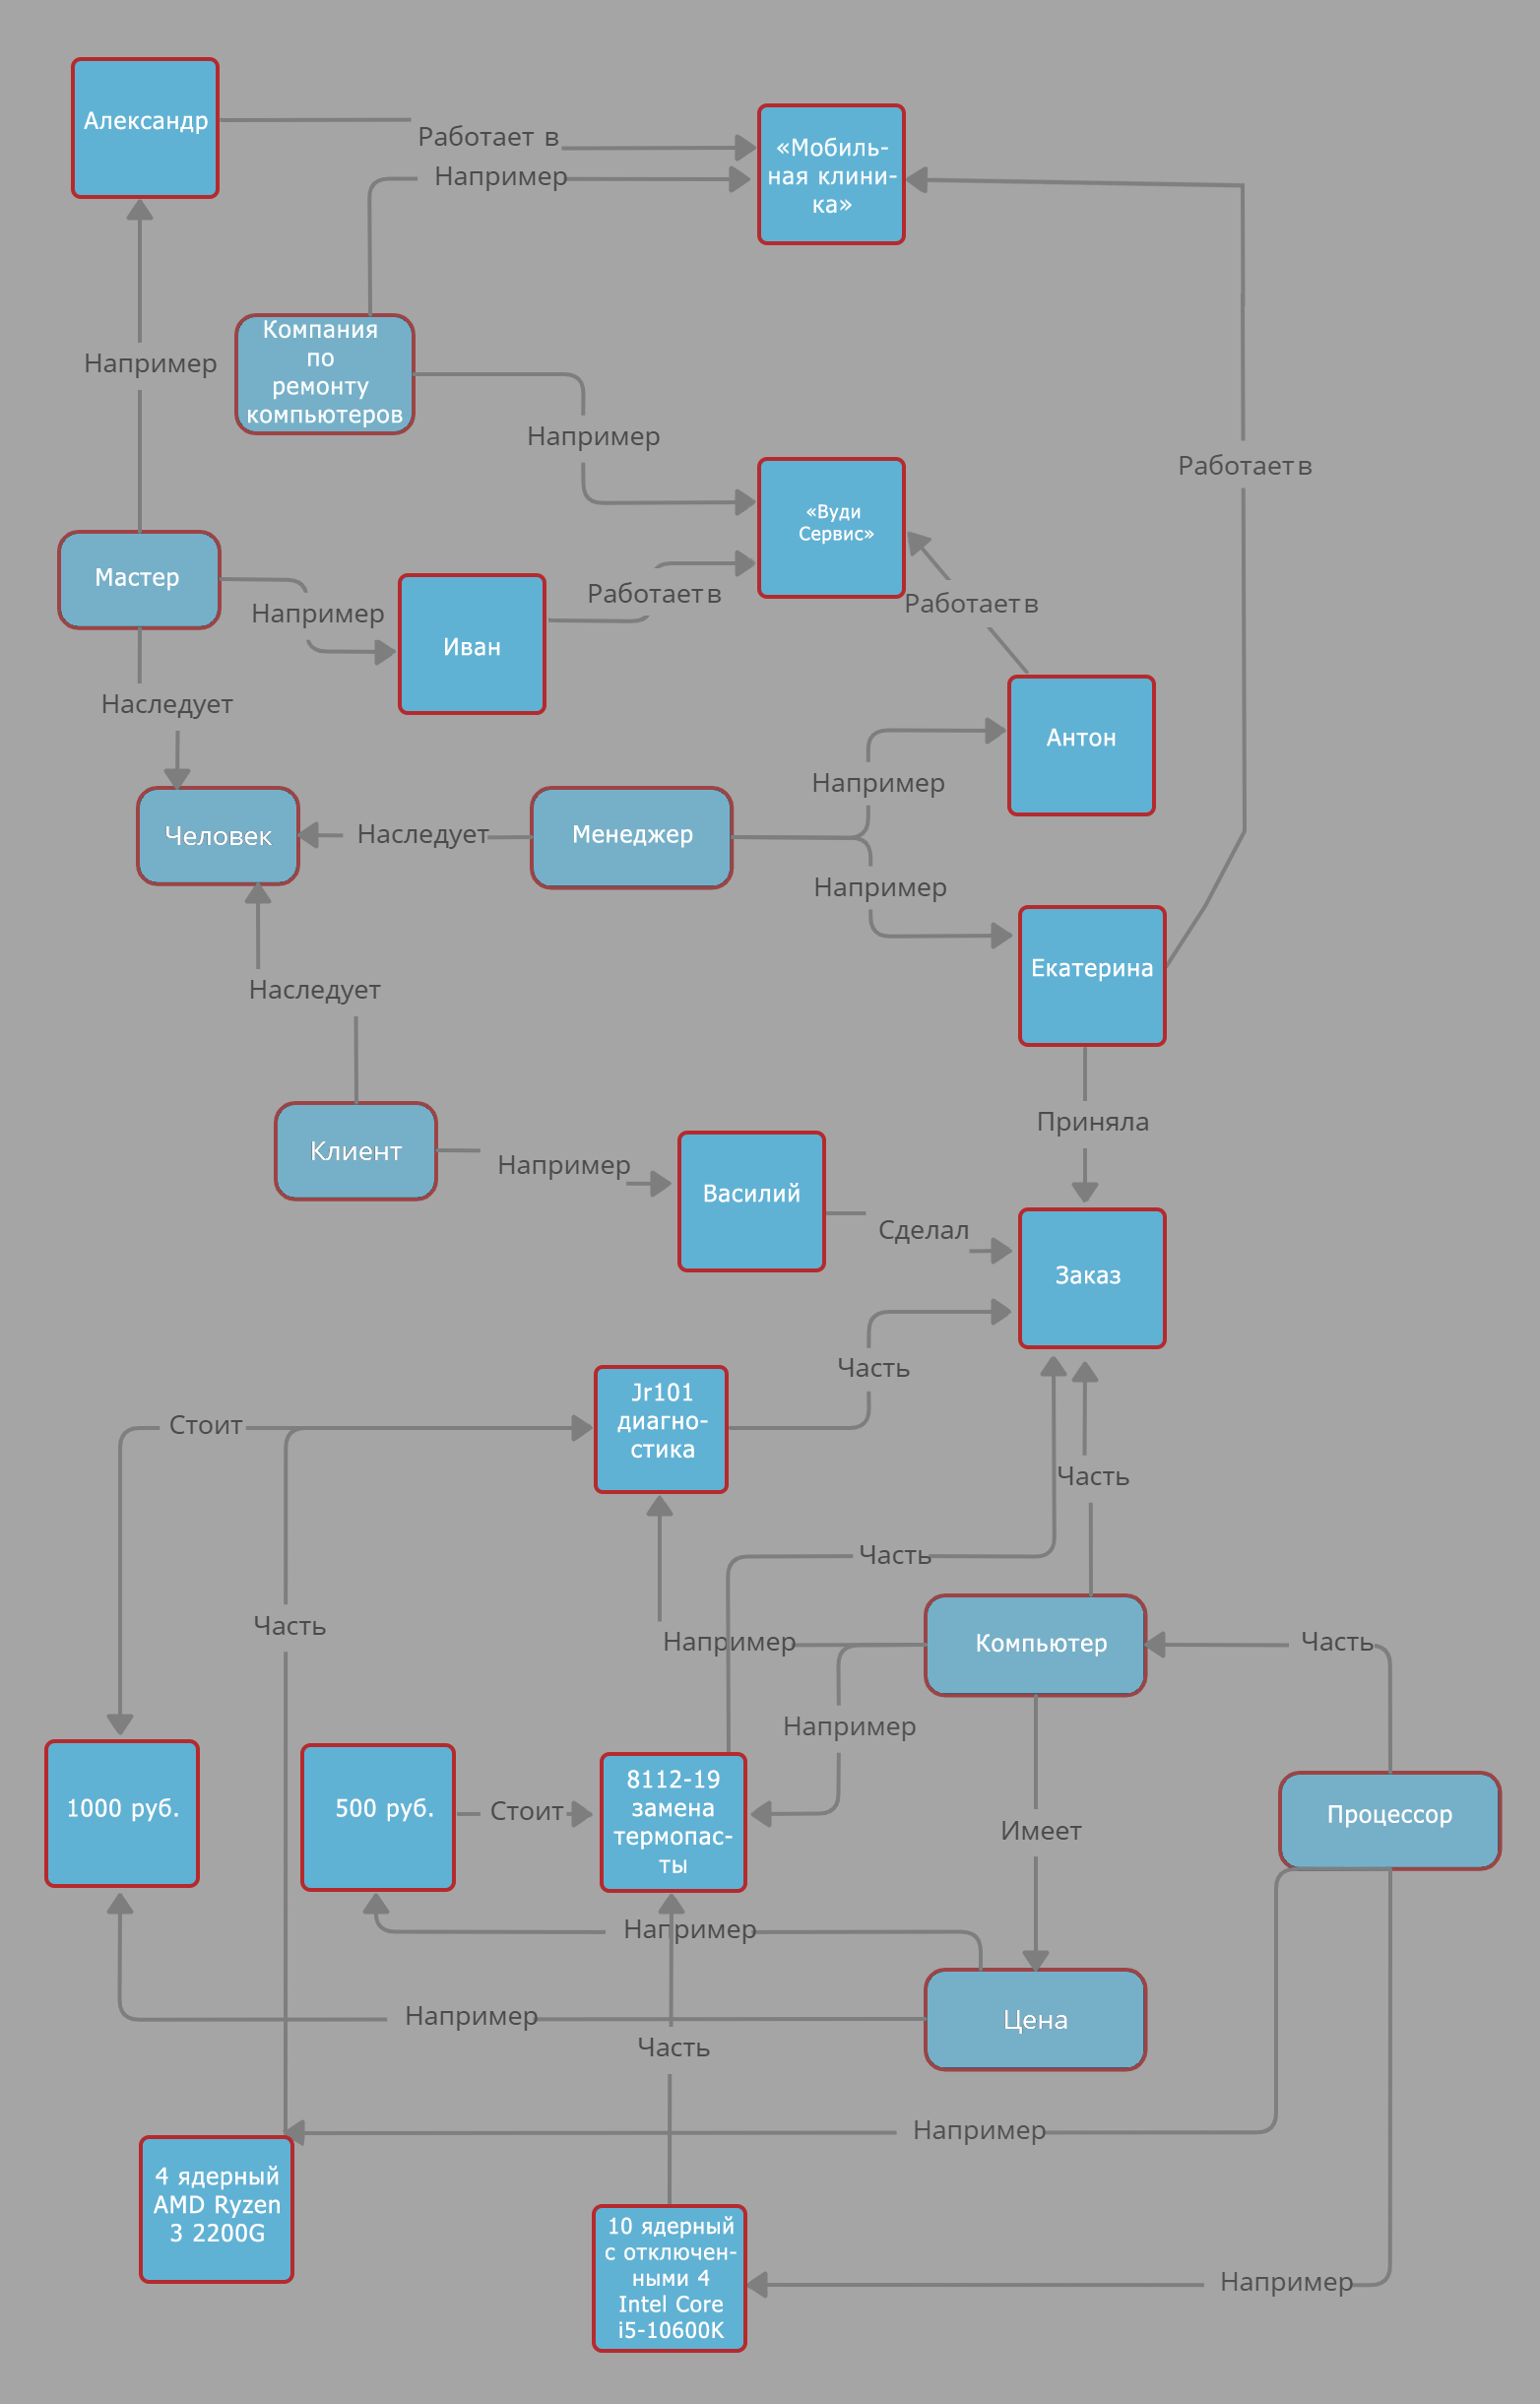 Александр
Работает в
Например
«Мобиль-
ная клини-
ка»
Компания
по
ремонту
компьютеров
Например
Например
Работает в
«Вуди
Сервис»
Мастер
Например
Иван
Работает в
Работает в
Наследует
Антон
Например
Человек
Наследует
Менеджер
Например
Екатерина
Наследует
Приняла
Клиент
Например
Василий
Сделал
Заказ
Часть
Jr101
диагно-
стика
Стоит
Часть
Часть
Часть
Например
Компьютер
Часть
Например
1000 руб.
500 руб.
Стоит
8112-19
замена
термопас-
ты
Имеет
Процессор
Например
Например
Цена
Часть
Например
4 ядерный
AMD Ryzen
3 2200G
10 ядерный
с отключен-
ными 4
Intel Core
i5-10600K
Например